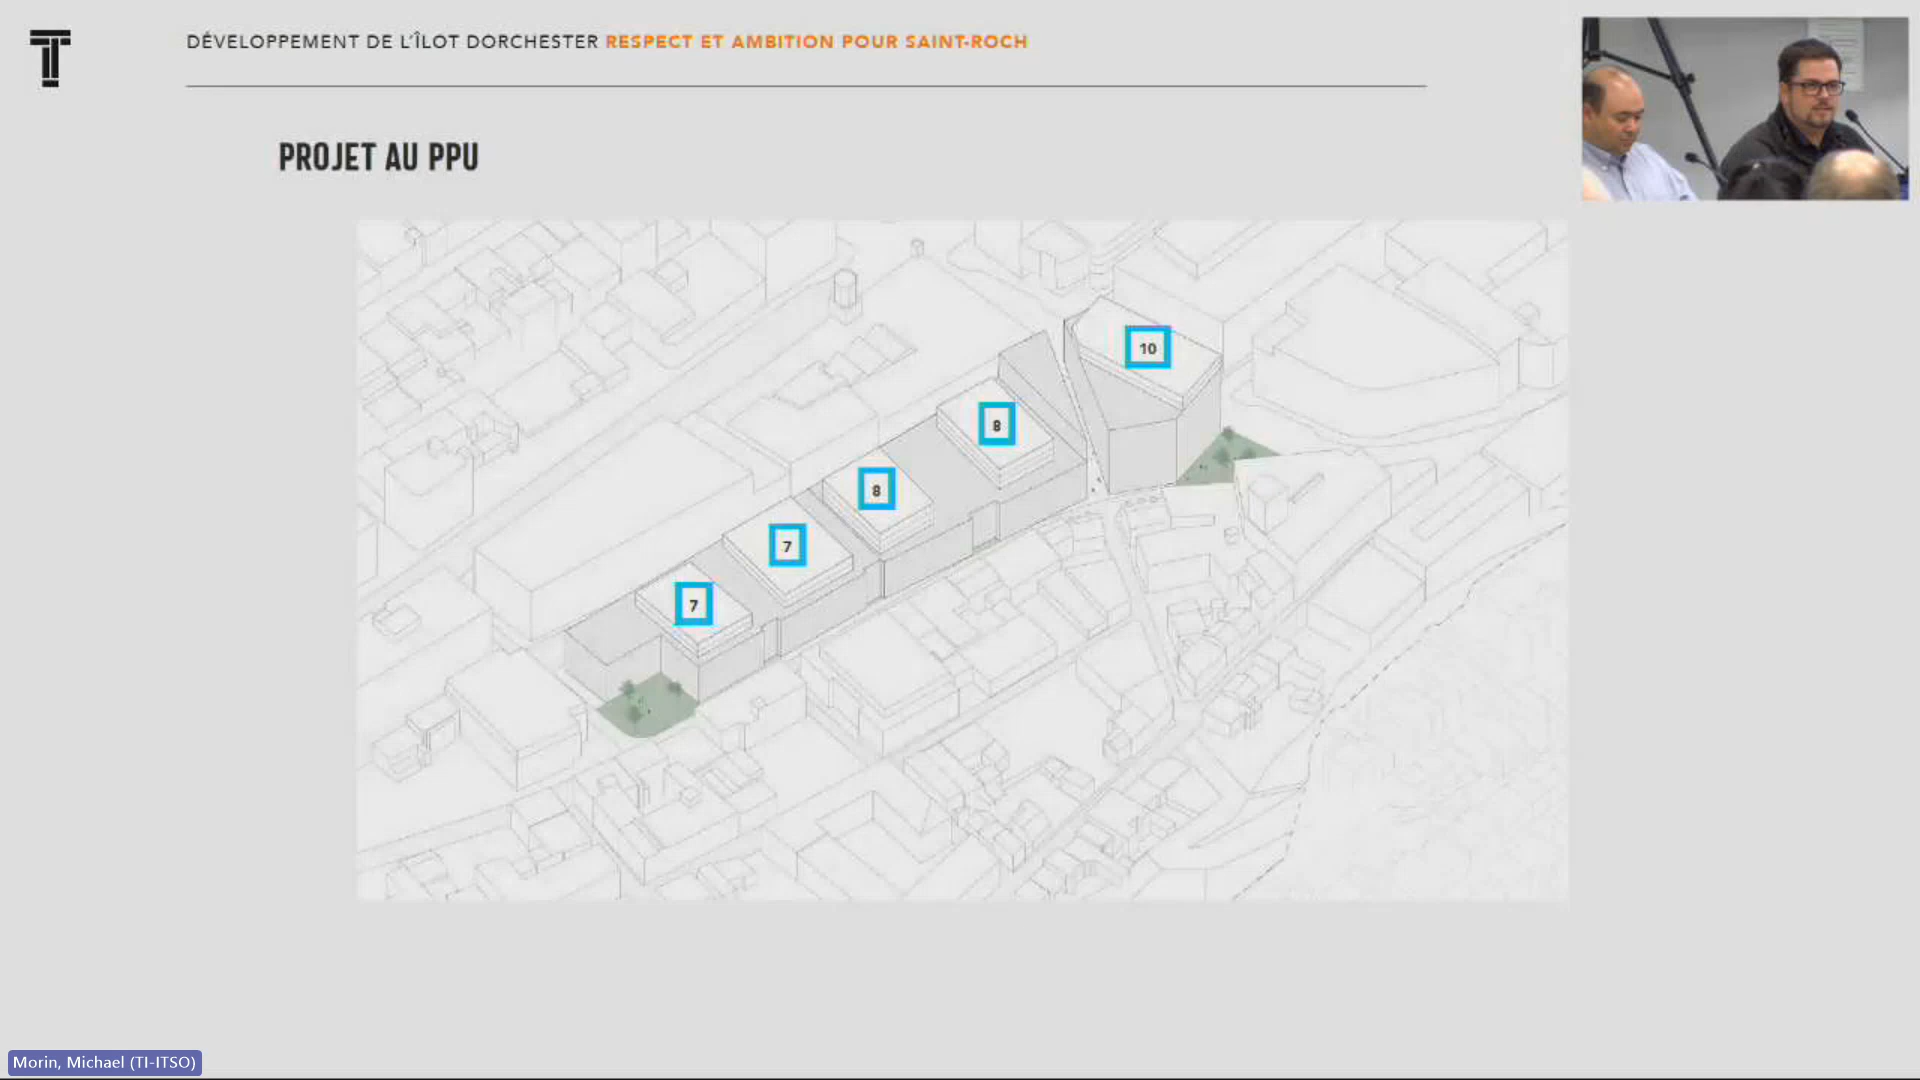 DÉVELOPPEMENT DE L'ÎLOT DORCHESTER RESPECT ET AMBITION POUR SAINT-ROCH
PROJET AU PPU
10
8
8
7
7
Morin, Michael (TI-ITSO)